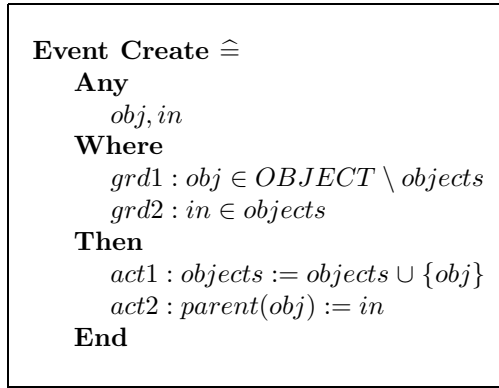 Event Create ≙
Any
obj, in
Where
grd1 : obj ∈ OBJECT \ objects
grd2 : in ∈ objects
Then
act1 : objects := objects ∪ {obj}
act2 : parent(obj) := in
End